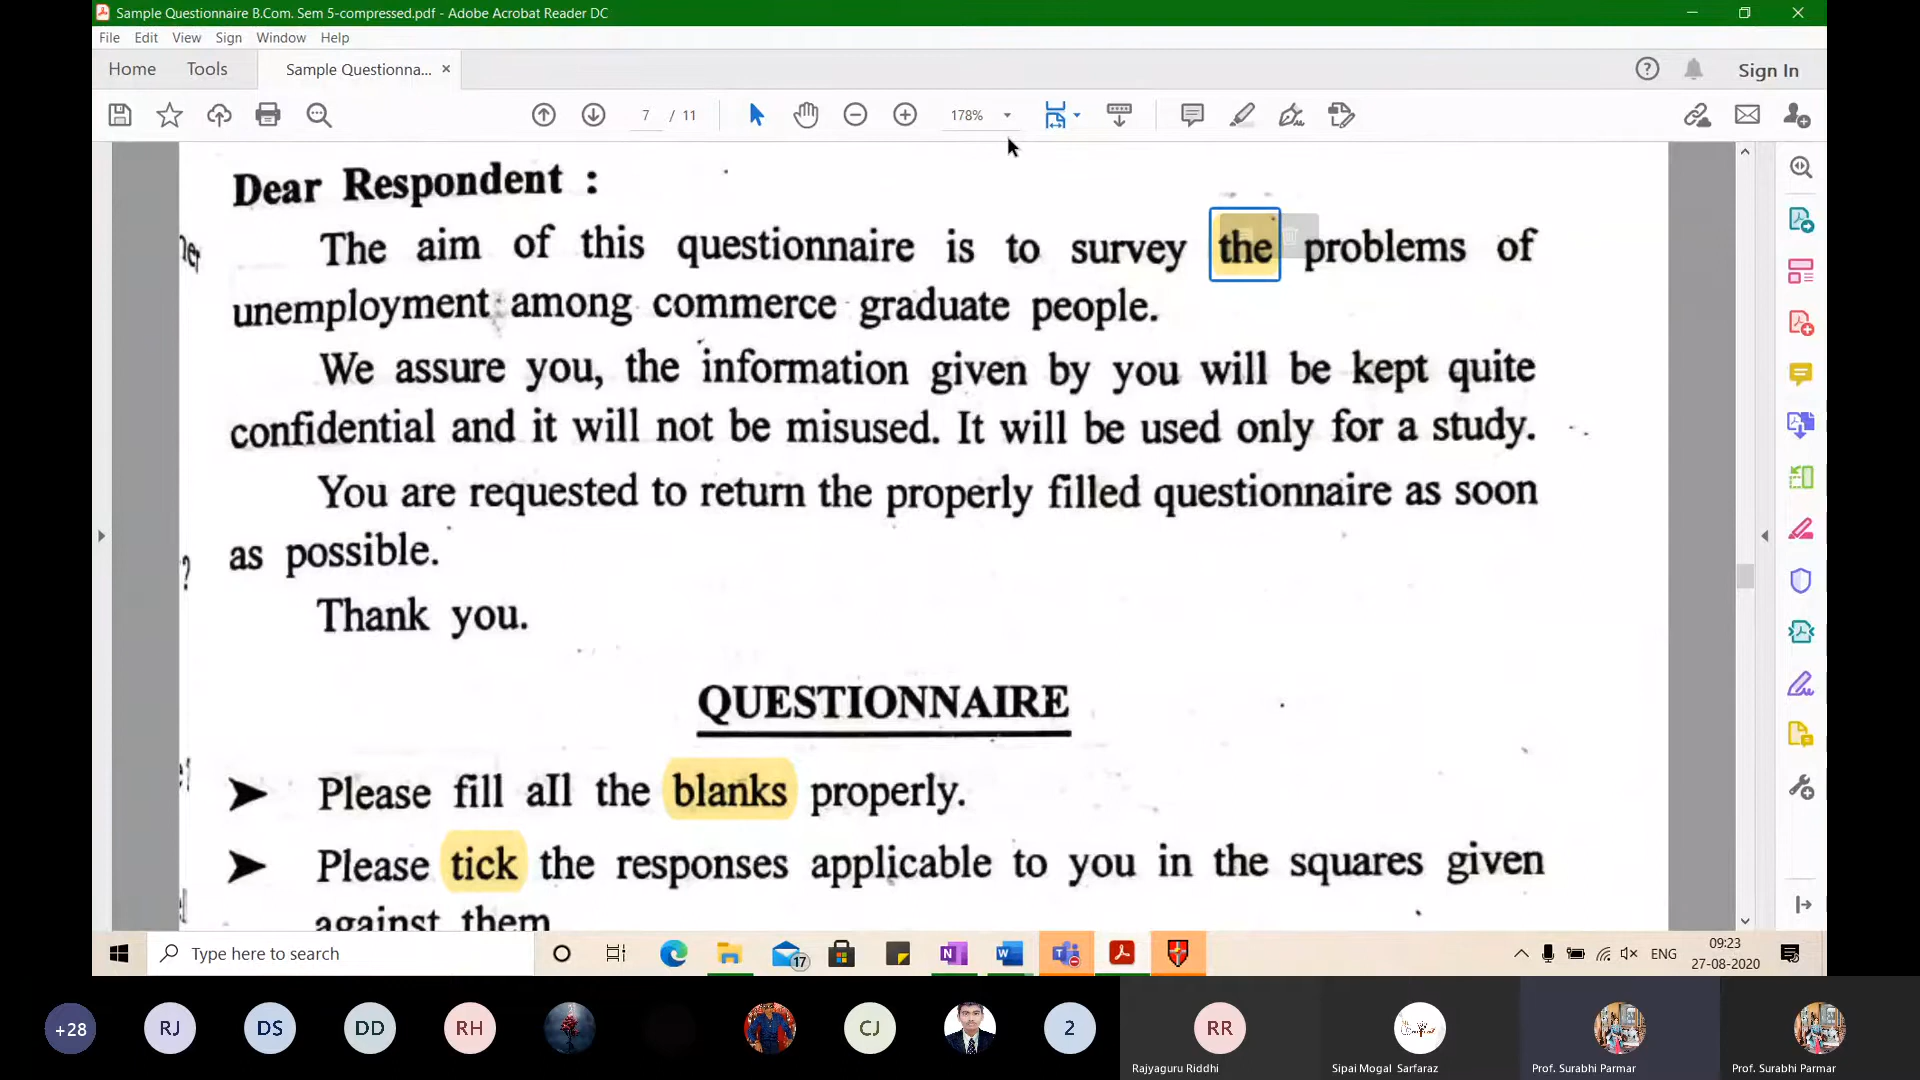 Sample Questionnaire B.Com. Sem 5-compressed.pdf - Adobe Acrobat Reader DC
File Edit View Sign Window Help
Home Tools Sample Questionna... × Sign In
7 / 11 178%
Dear Respondent :
The aim of this questionnaire is to survey the problems of
unemployment among commerce graduate people.
We assure you, the information given by you will be kept quite
confidential and it will not be misused. It will be used only for a study.
You are requested to return the properly filled questionnaire as soon
as possible.
Thank you.
QUESTIONNAIRE
➤ Please fill all the blanks properly.
➤ Please tick the responses applicable to you in the squares given
against them
Type here to search 17 ENG 09:23
27-08-2020
+28 RJ DS DD RH CJ 2 RR
Rajyaguru Riddhi Sipai Mogal Sarfaraz Prof. Surabhi Parmar Prof. Surabhi Parmar